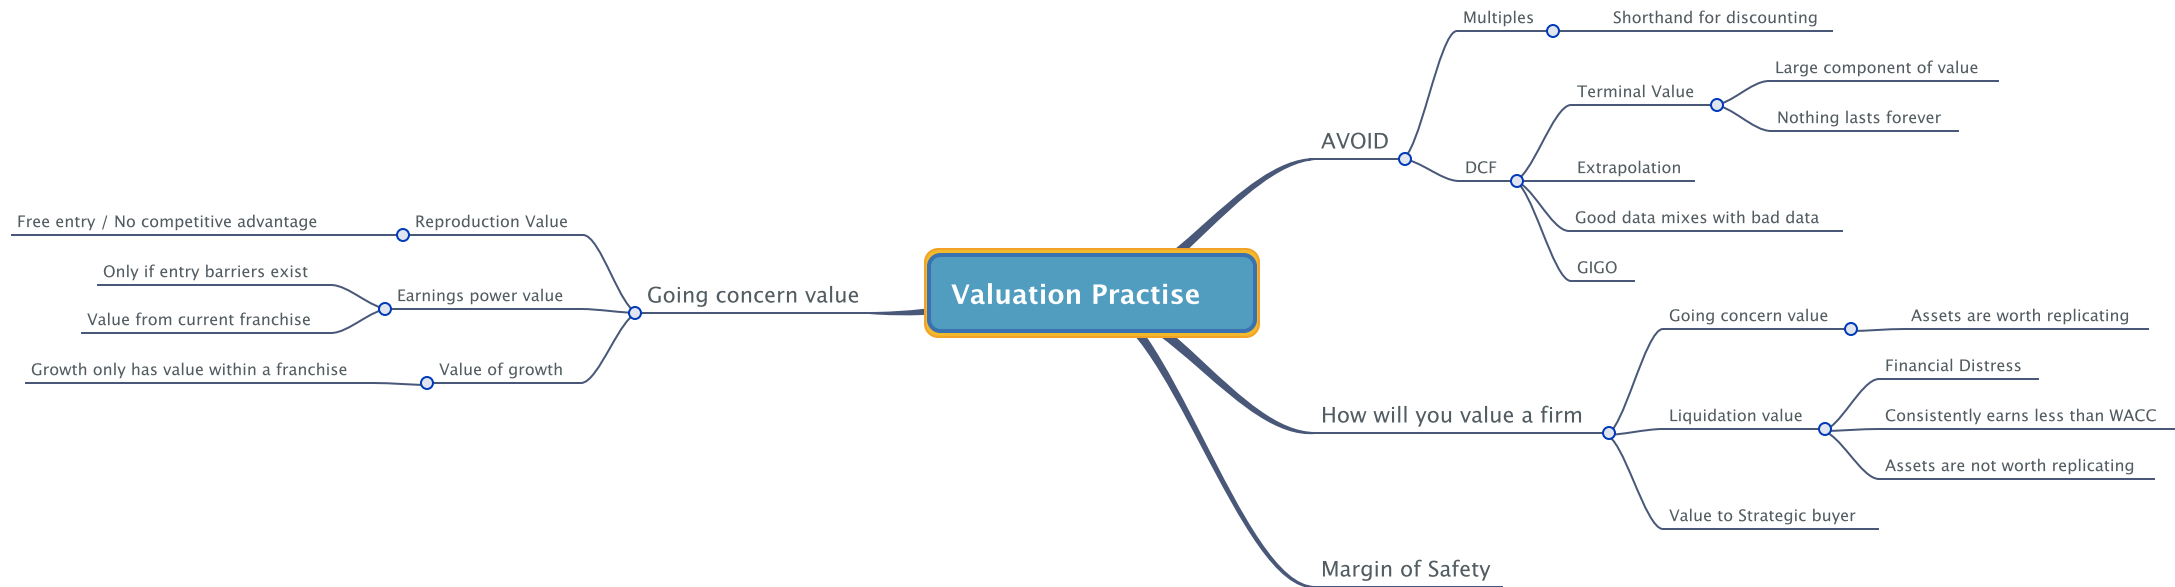 Valuation Practise
AVOID
Multiples
Shorthand for discounting
DCF
Terminal Value
Large component of value
Nothing lasts forever
Extrapolation
Good data mixes with bad data
GIGO
How will you value a firm
Going concern value
Assets are worth replicating
Liquidation value
Financial Distress
Consistently earns less than WACC
Assets are not worth replicating
Value to Strategic buyer
Margin of Safety
Going concern value
Reproduction Value
Free entry / No competitive advantage
Earnings power value
Only if entry barriers exist
Value from current franchise
Value of growth
Growth only has value within a franchise